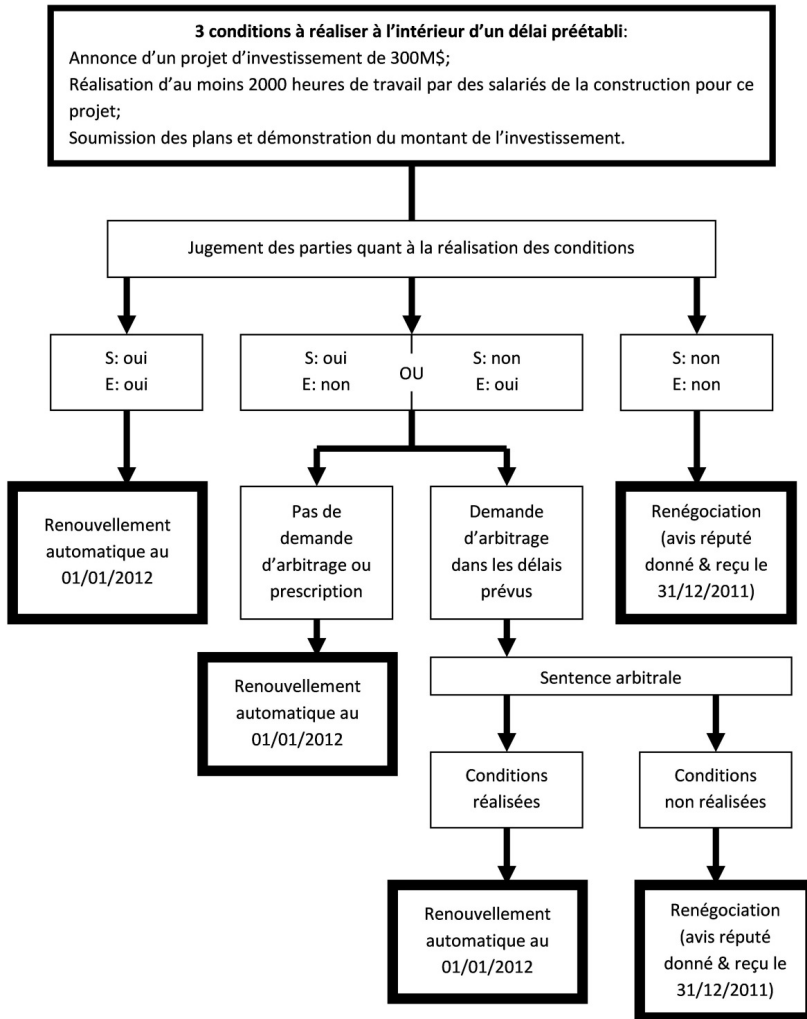 3 conditions à réaliser à l'intérieur d'un délai préétabli:
Annonce d'un projet d'investissement de 300M$;
Réalisation d'au moins 2000 heures de travail par des salariés de la construction pour ce
projet;
Soumission des plans et démonstration du montant de l'investissement.
Jugement des parties quant à la réalisation des conditions
S: oui
E: oui
S: oui
E: non
OU
S: non
E: oui
S: non
E: non
Renouvellement
automatique au
01/01/2012
Pas de
demande
d'arbitrage ou
prescription
Demande
d'arbitrage
dans les délais
prévus
Renégociation
(avis réputé
donné & reçu le
31/12/2011)
Renouvellement
automatique au
01/01/2012
Sentence arbitrale
Conditions
réalisées
Conditions
non réalisées
Renouvellement
automatique au
01/01/2012
Renégociation
(avis réputé
donné & reçu le
31/12/2011)